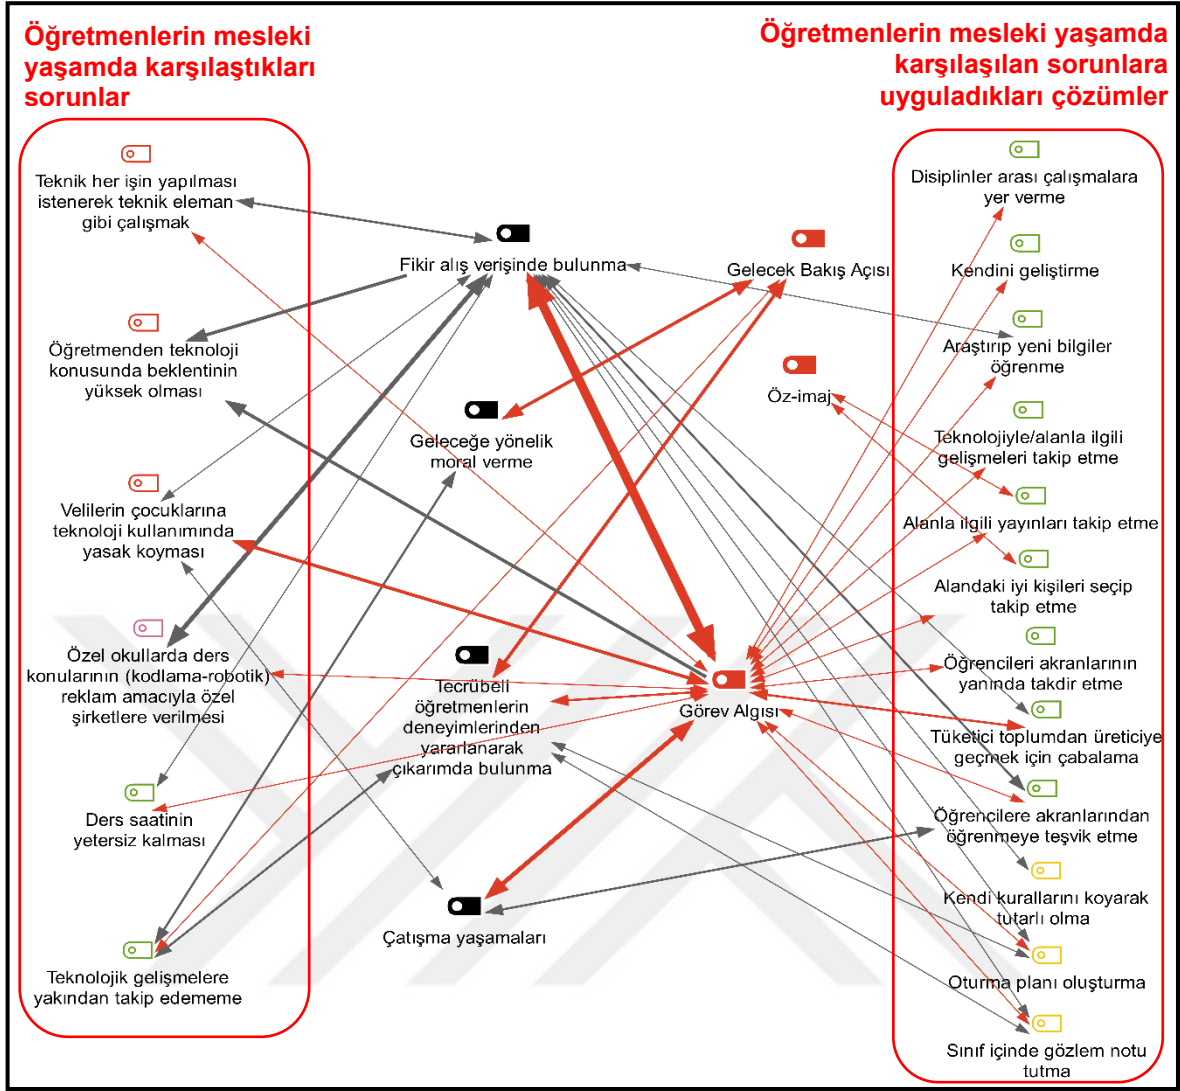 Öğretmenlerin mesleki
yaşamda karşılaştıkları
sorunlar
Öğretmenlerin mesleki yaşamda
karşılaşılan sorunlara
uyguladıkları çözümler
Teknik her işin yapılması
istenerek teknik eleman
gibi çalışmak
Öğretmenden teknoloji
konusunda beklentinin
yüksek olması
Velilerin çocuklarına
teknoloji kullanımında
yasak koyması
Özel okullarda ders
konularının (kodlama-robotik)
reklam amacıyla özel
şirketlere verilmesi
Ders saatinin
yetersiz kalması
Teknolojik gelişmelere
yakından takip edememe
Fikir alış verişinde bulunma
Gelecek Bakış Açısı
Öz-imaj
Geleceğe yönelik
moral verme
Tecrübeli
öğretmenlerin
deneyimlerinden
yararlanarak
çıkarımda bulunma
Görev Algısı
Çatışma yaşamaları
Disiplinler arası çalışmalara
yer verme
Kendini geliştirme
Araştırıp yeni bilgiler
öğrenme
Teknolojiyle/alanla ilgili
gelişmeleri takip etme
Alanla ilgili yayınları takip etme
Alandaki iyi kişileri seçip
takip etme
Öğrencileri akranlarının
yanında takdir etme
Tüketici toplumdan üreticiye
geçmek için çabalama
Öğrencilere akranlarından
öğrenmeye teşvik etme
Kendi kurallarını koyarak
tutarlı olma
Oturma planı oluşturma
Sınıf içinde gözlem notu
tutma